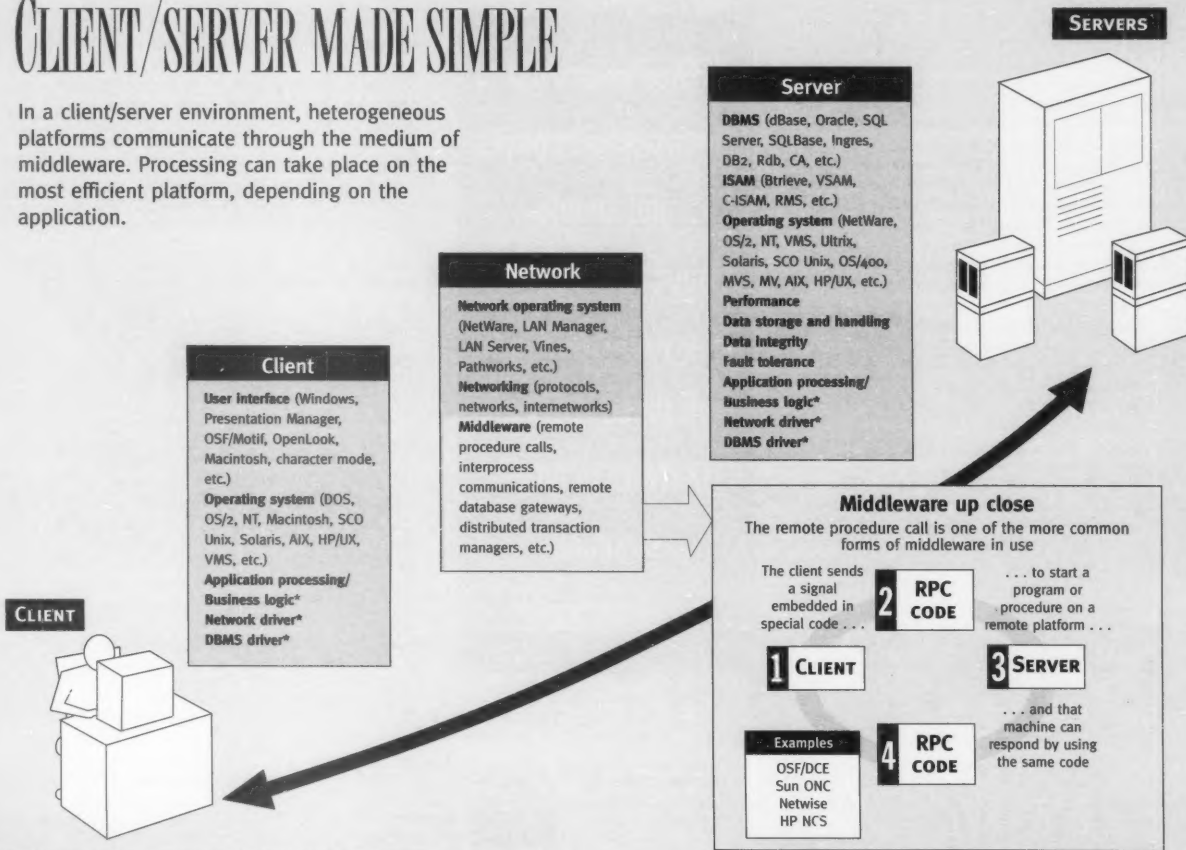 CLIENT/SERVER MADE SIMPLE
In a client/server environment, heterogeneous
platforms communicate through the medium of
middleware. Processing can take place on the
most efficient platform, depending on the
application.
CLIENT
Client
User interface (Windows,
Presentation Manager,
OSF/Motif, OpenLook,
Macintosh, character mode,
etc.)
Operating system (DOS,
OS/2, NT, Macintosh, SCO
Unix, Solaris, AIX, HP/UX,
VMS, etc.)
Application processing/
Business logic*
Network driver*
DBMS driver*
Network
Network operating system
(NetWare, LAN Manager,
LAN Server, Vines,
Pathworks, etc.)
Networking (protocols,
networks, internetworks)
Middleware (remote
procedure calls,
interprocess
communications, remote
database gateways,
distributed transaction
managers, etc.)
Server
DBMS (dBase, Oracle, SQL
Server, SQLBase, Ingres,
DB2, Rdb, CA, etc.)
ISAM (Btrieve, VSAM,
C-ISAM, RMS, etc.)
Operating system (NetWare,
OS/2, NT, VMS, Ultrix,
Solaris, SCO Unix, OS/400,
MVS, MV, AIX, HP/UX, etc.)
Performance
Data storage and handling
Data integrity
Fault tolerance
Application processing/
Business logic*
Network driver*
DBMS driver*
SERVERS
Middleware up close
The remote procedure call is one of the more common
forms of middleware in use
The client sends
a signal
embedded in
special code . . .
2 RPC
CODE
. . . to start a
program or
procedure on a
remote platform . . .
1 CLIENT
3 SERVER
. . . and that
machine can
respond by using
the same code
4 RPC
CODE
Examples
OSF/DCE
Sun ONC
Netwise
HP NCS